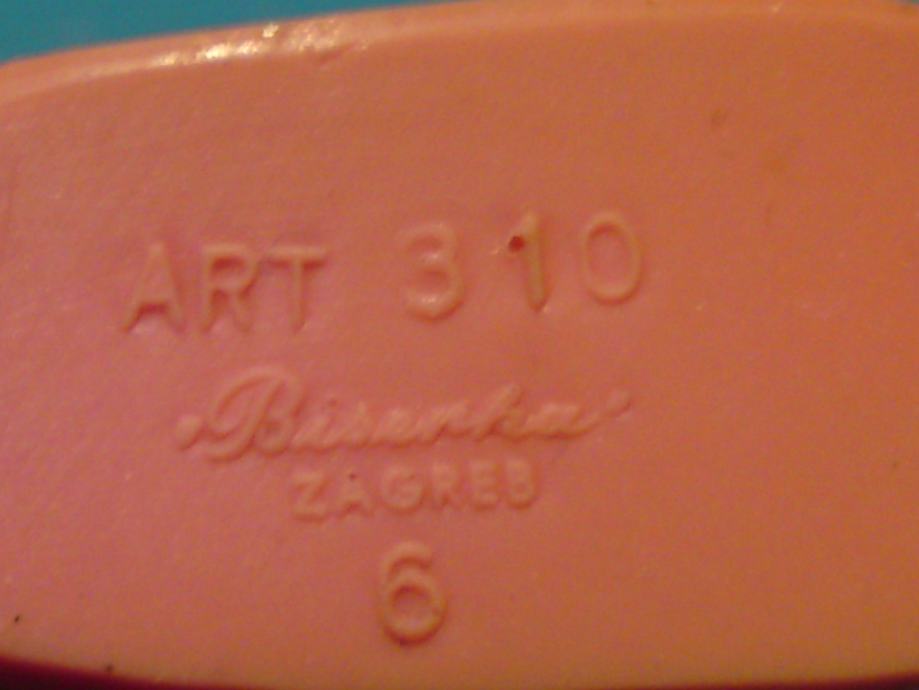 ART 310
Biserka
ZAGREB
6